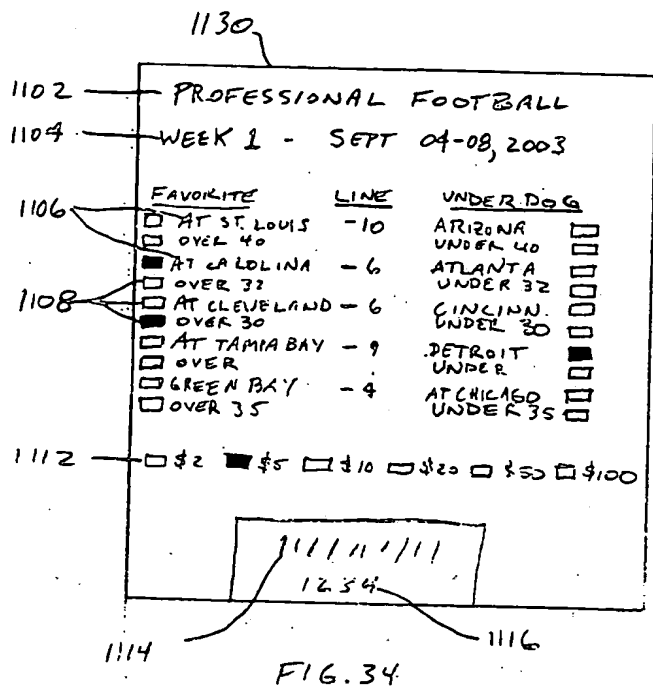 1130
1102 PROFESSIONAL FOOTBALL
1104 WEEK 1 - SEPT 04-08, 2003
FAVORITE LINE UNDERDOG
1106 AT ST. LOUIS -10 ARIZONA
OVER 40 UNDER 40
AT CALOLINA -6 ATLANTA
OVER 32 UNDER 32
1108 AT CLEVELAND -6 CINCINN.
OVER 30 UNDER 30
AT TAMPA BAY -9 DETROIT
OVER UNDER
GREEN BAY -4 AT CHICAGO
OVER 35 UNDER 35
1112 $2 $5 $10 $20 $50 $100
1234
1114 1116
FIG. 34